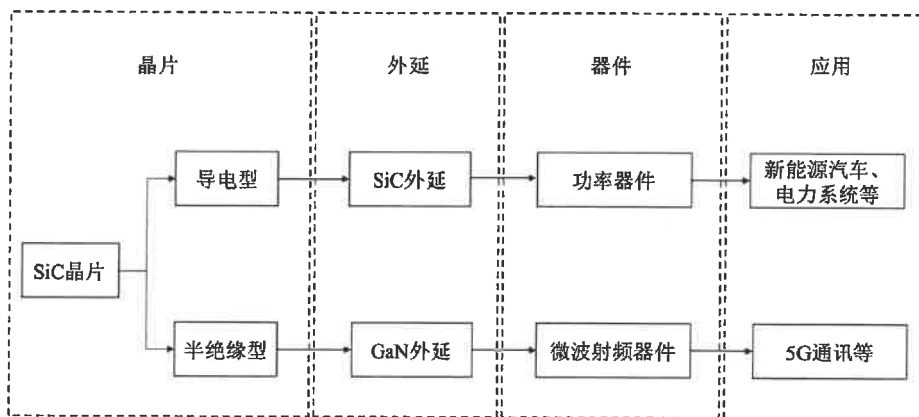 晶片
外延
器件
应用
导电型
SiC外延
功率器件
新能源汽车、
电力系统等
SiC晶片
半绝缘型
GaN外延
微波射频器件
5G通讯等